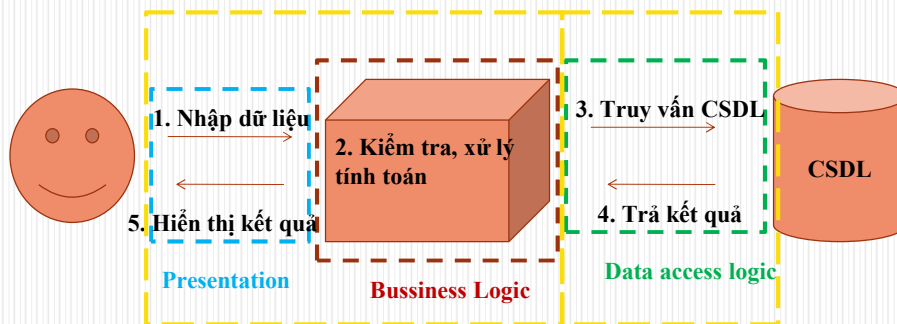 1. Nhập dữ liệu
5. Hiển thị kết quả
Presentation
2. Kiểm tra, xử lý
tính toán
Bussiness Logic
3. Truy vấn CSDL
4. Trả kết quả
Data access logic
CSDL